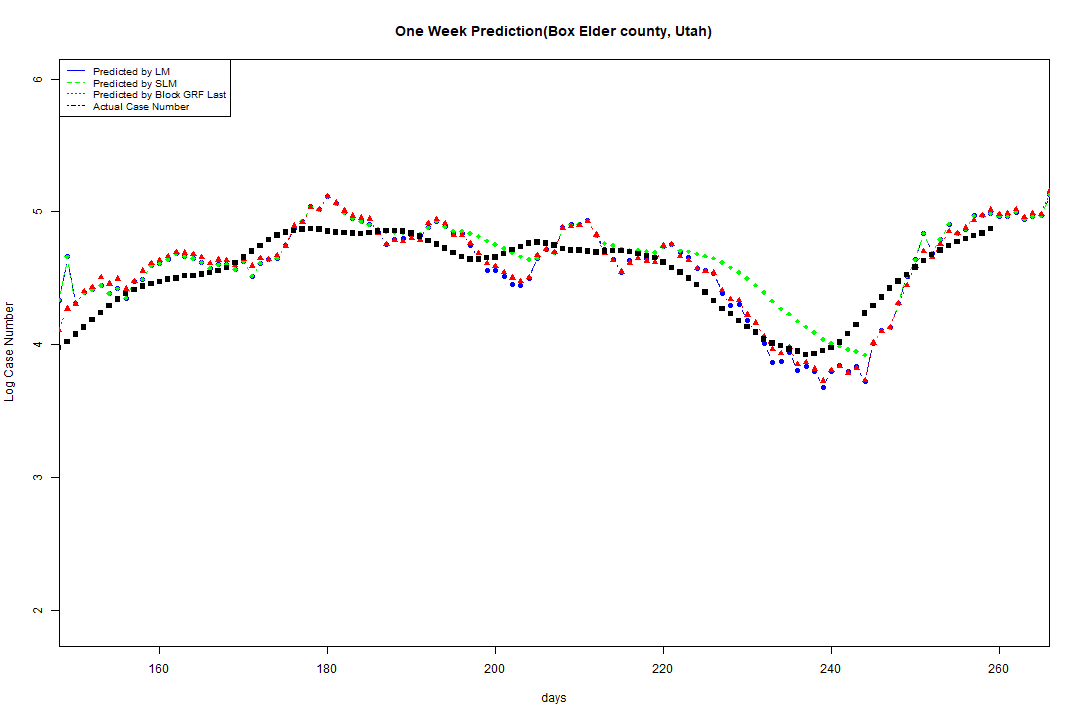 One Week Prediction(Box Elder county, Utah)
Predicted by LM
Predicted by SLM
Predicted by Block GRF Last
Actual Case Number
6
5
4
3
2
Log Case Number
160 180 200 220 240 260
days